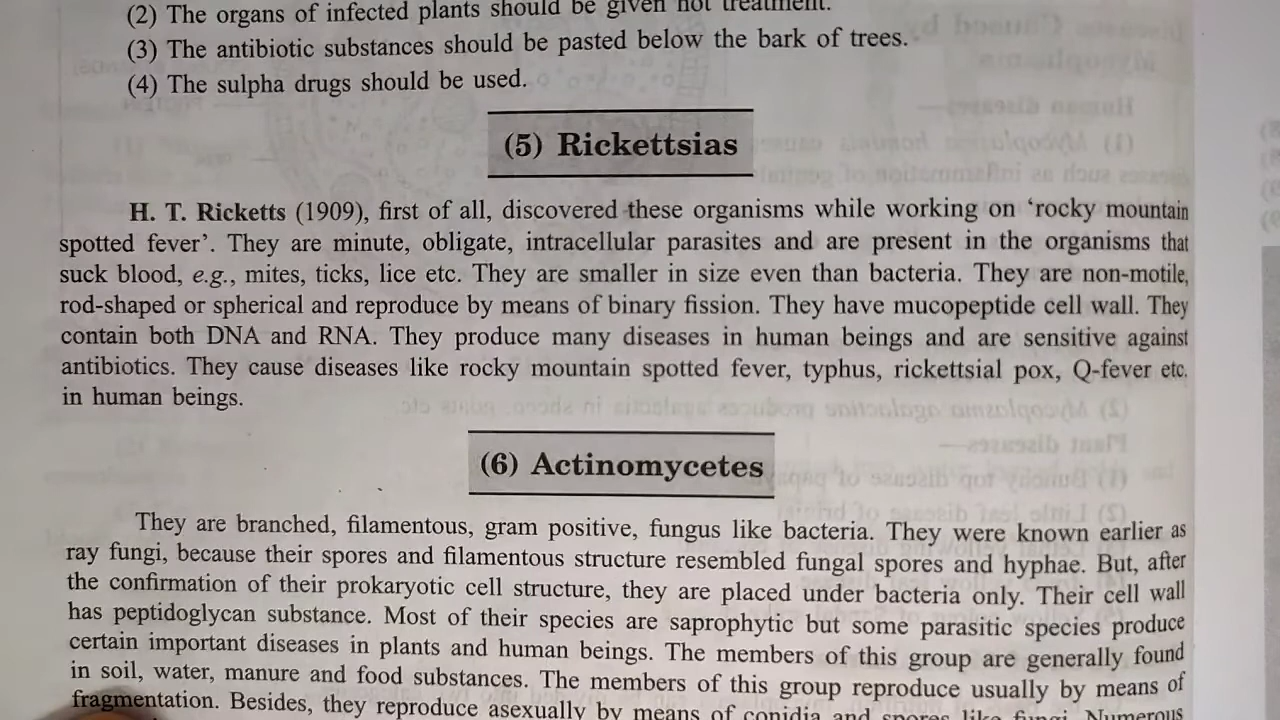 (2) The organs of infected plants should be given hot treatment.
(3) The antibiotic substances should be pasted below the bark of trees.
(4) The sulpha drugs should be used.
(5) Rickettsias
H. T. Ricketts (1909), first of all, discovered these organisms while working on ‘rocky mountain
spotted fever’. They are minute, obligate, intracellular parasites and are present in the organisms that
suck blood, e.g., mites, ticks, lice etc. They are smaller in size even than bacteria. They are non-motile,
rod-shaped or spherical and reproduce by means of binary fission. They have mucopeptide cell wall. They
contain both DNA and RNA. They produce many diseases in human beings and are sensitive against
antibiotics. They cause diseases like rocky mountain spotted fever, typhus, rickettsial pox, Q-fever etc.
in human beings.
(6) Actinomycetes
They are branched, filamentous, gram positive, fungus like bacteria. They were known earlier as
ray fungi, because their spores and filamentous structure resembled fungal spores and hyphae. But, after
the confirmation of their prokaryotic cell structure, they are placed under bacteria only. Their cell wall
has peptidoglycan substance. Most of their species are saprophytic but some parasitic species produce
certain important diseases in plants and human beings. The members of this group are generally found
in soil, water, manure and food substances. The members of this group reproduce usually by means of
fragmentation. Besides, they reproduce asexually by means of conidia and spores like fungi. Numerous